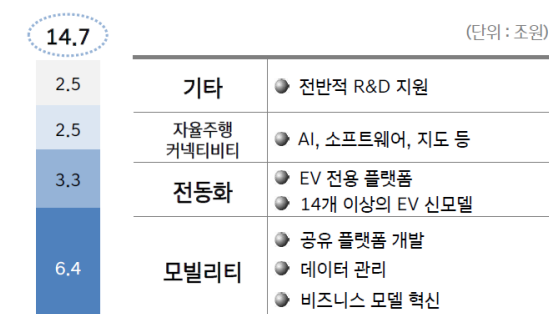 (단위 : 조원)
14.7
2.5
기타
전반적 R&D 지원
2.5
자율주행
커넥티비티
AI, 소프트웨어, 지도 등
3.3
전동화
EV 전용 플랫폼
14개 이상의 EV 신모델
6.4
모빌리티
공유 플랫폼 개발
데이터 관리
비즈니스 모델 혁신